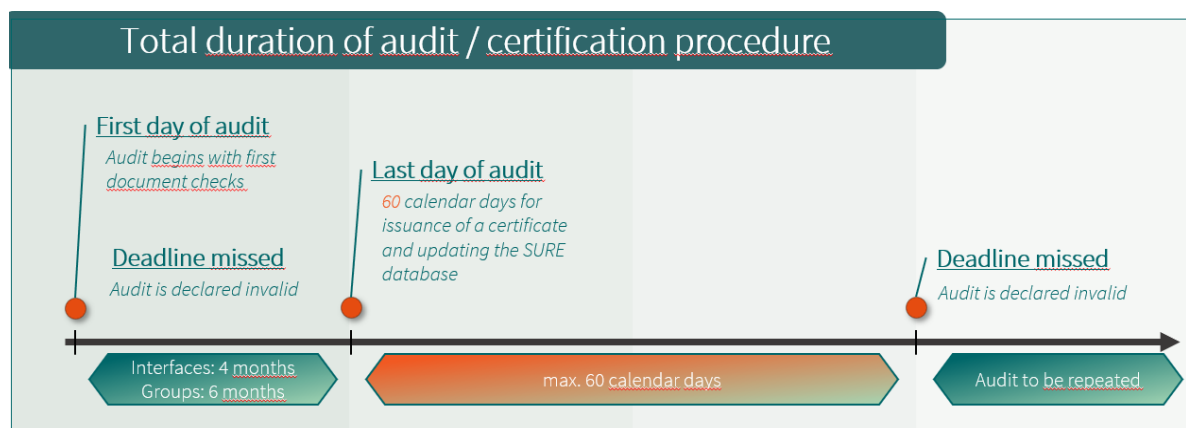 Total duration of audit / certification procedure
First day of audit
Audit begins with first
document checks
Deadline missed
Audit is declared invalid
Last day of audit
60 calendar days for
issuance of a certificate
and updating the SURE
database
Deadline missed
Audit is declared invalid
Interfaces: 4 months
Groups: 6 months
max. 60 calendar days
Audit to be repeated